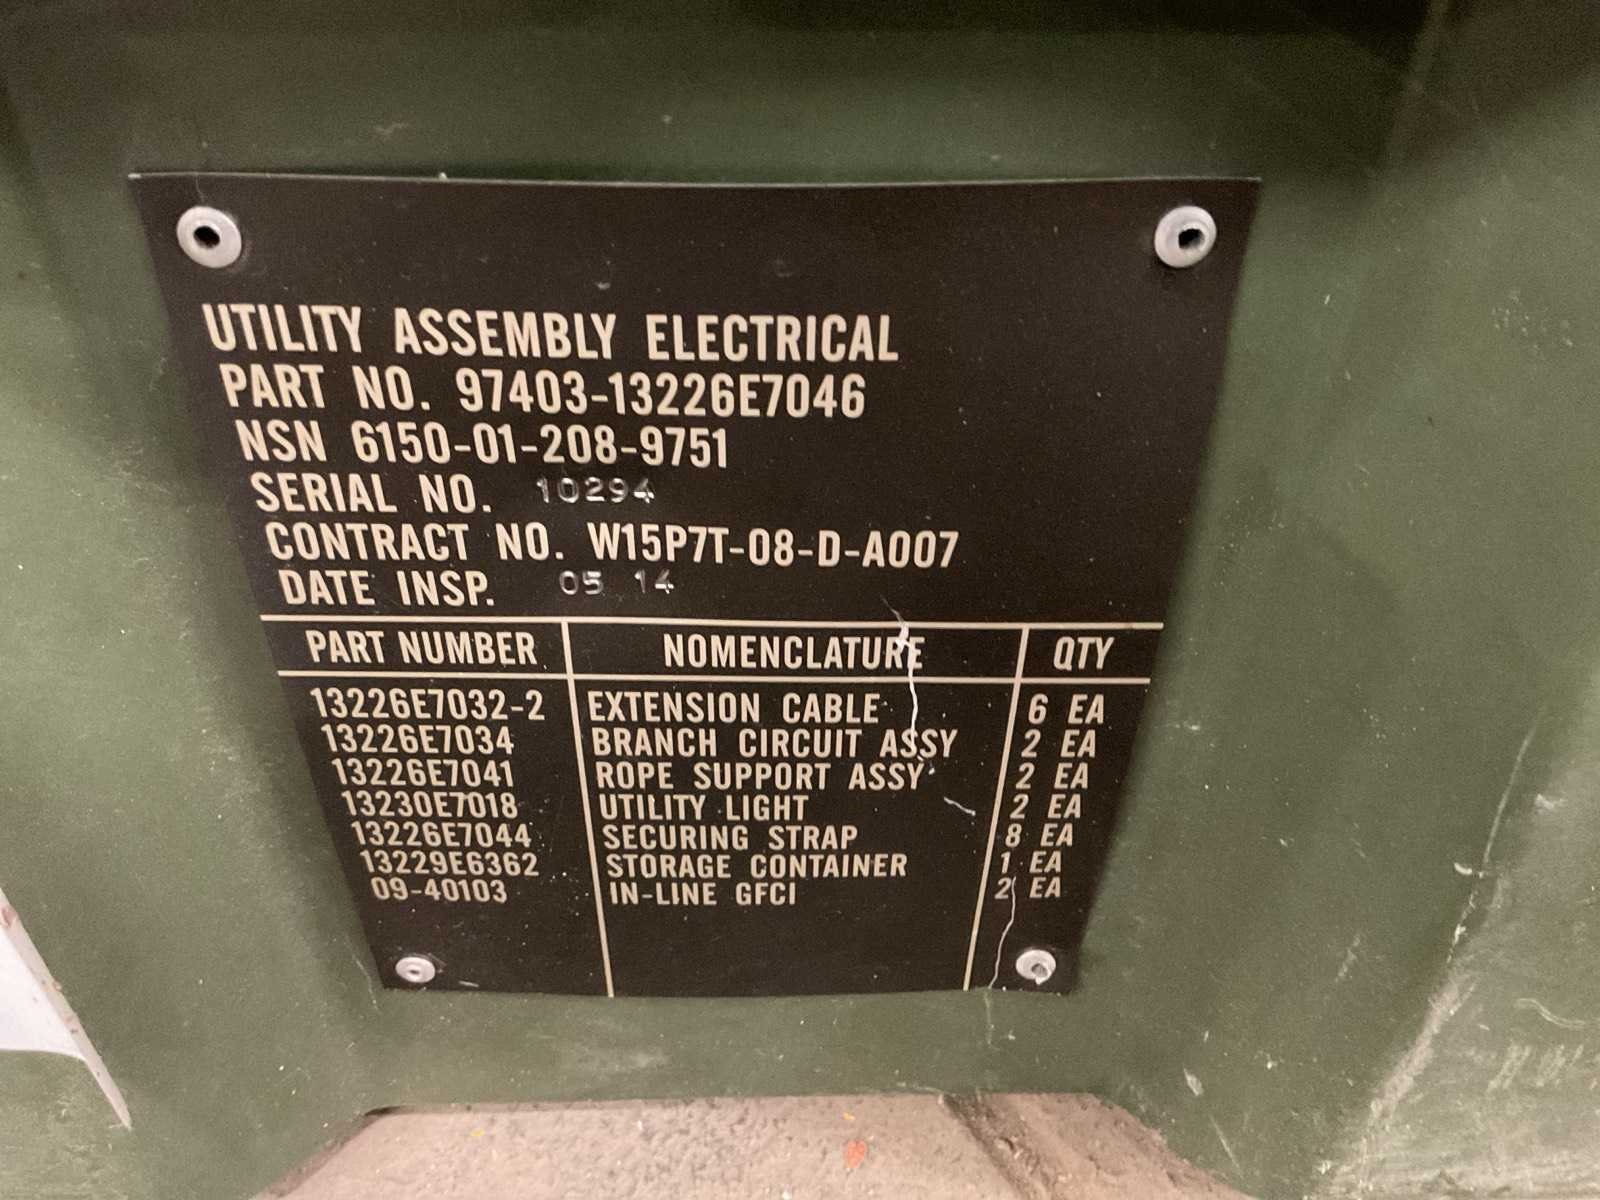 UTILITY ASSEMBLY ELECTRICAL
PART NO. 97403-13226E7046
NSN 6150-01-208-9751
SERIAL NO. 10294
CONTRACT NO. W15P7T-08-D-A007
DATE INSP. 05 14
PART NUMBER NOMENCLATURE QTY
13226E7032-2 EXTENSION CABLE 6 EA
13226E7034 BRANCH CIRCUIT ASSY 2 EA
13226E7041 ROPE SUPPORT ASSY 2 EA
13230E7018 UTILITY LIGHT 2 EA
13226E7044 SECURING STRAP 8 EA
13229E6362 STORAGE CONTAINER 1 EA
09-40103 IN-LINE GFCI 2 EA